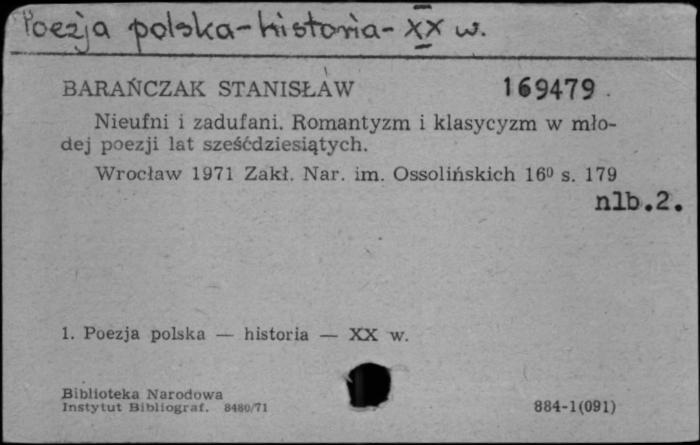 Poezja polska - historia - XX w.
BARAŃCZAK STANISŁAW 169479
Nieufni i zadufani. Romantyzm i klasycyzm w mło-
dej poezji lat sześćdziesiątych.
Wrocław 1971 Zakł. Nar. im. Ossolińskich 16⁰ s. 179
nlb.2.
1. Poezja polska — historia — XX w.
Biblioteka Narodowa
Instytut Bibliograf. 8480/71 884-1(091)